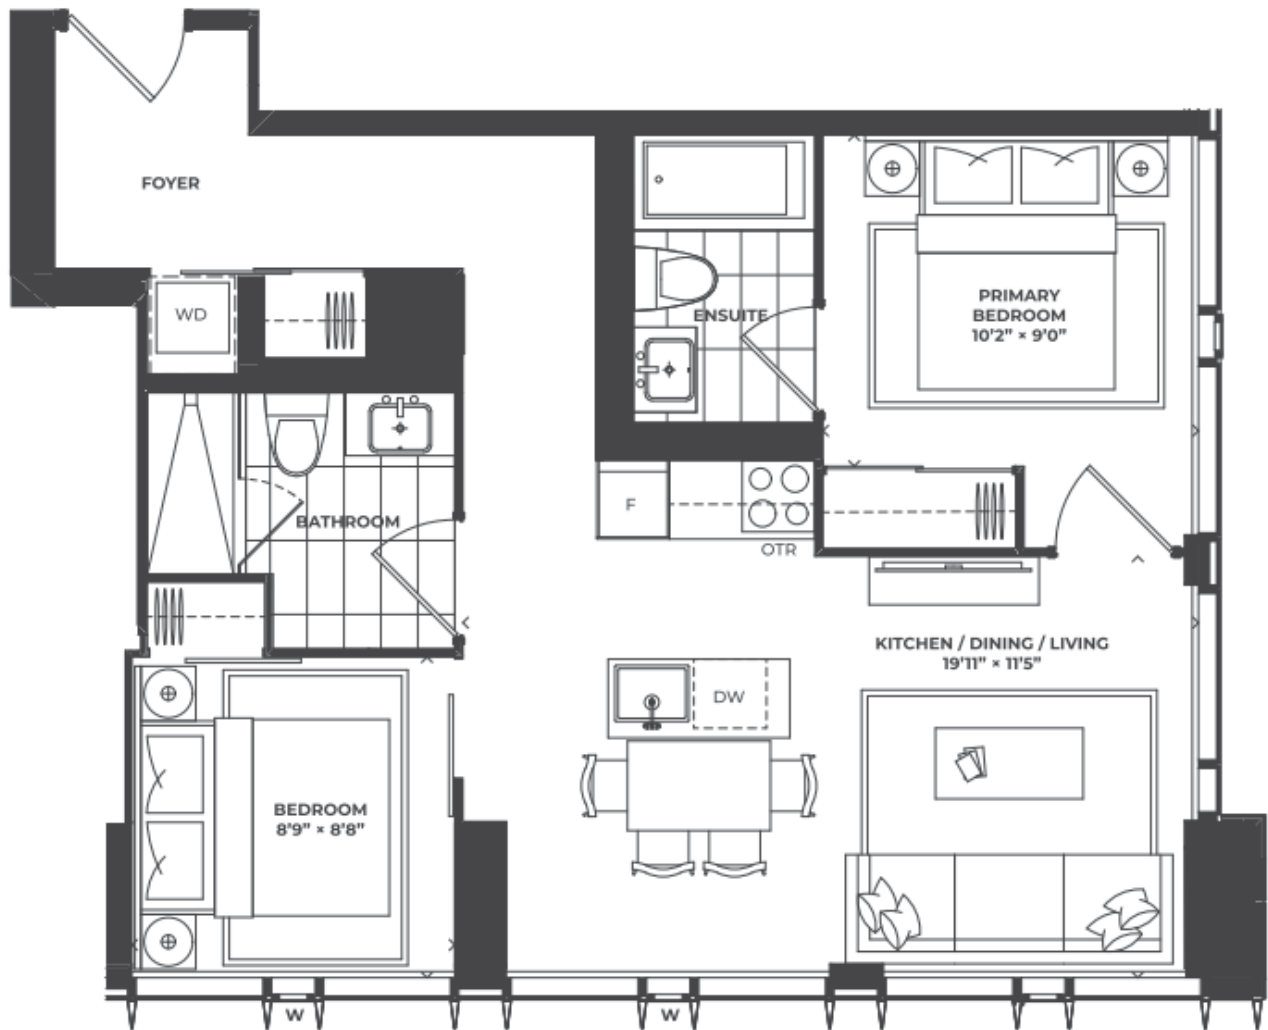 FOYER
WD
ENSUITE
PRIMARY
BEDROOM
10'2" × 9'0"
F
BATHROOM
OTR
KITCHEN / DINING / LIVING
19'11" × 11'5"
DW
BEDROOM
8'9" × 8'8"
W
W